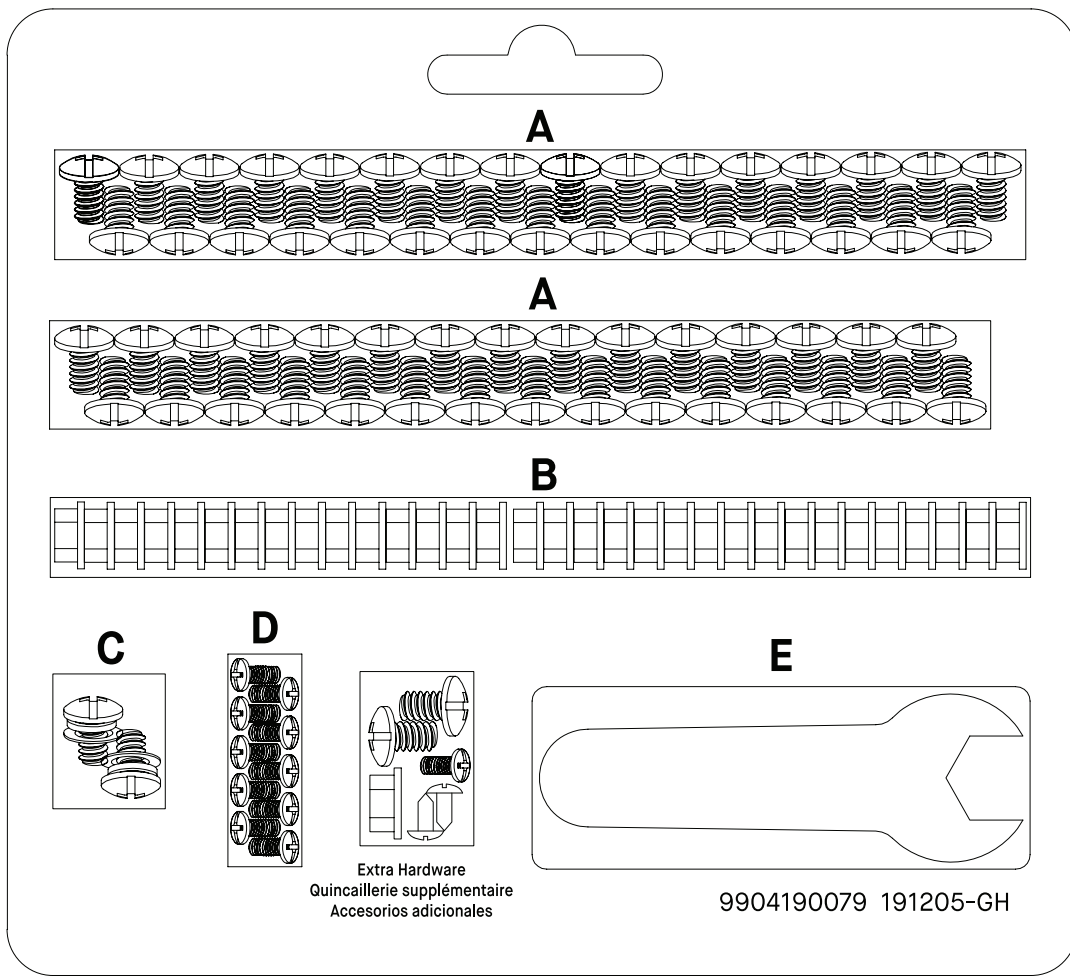 A
A
B
C
D
E
Extra Hardware
Quincaillerie supplémentaire
Accesorios adicionales
9904190079 191205-GH